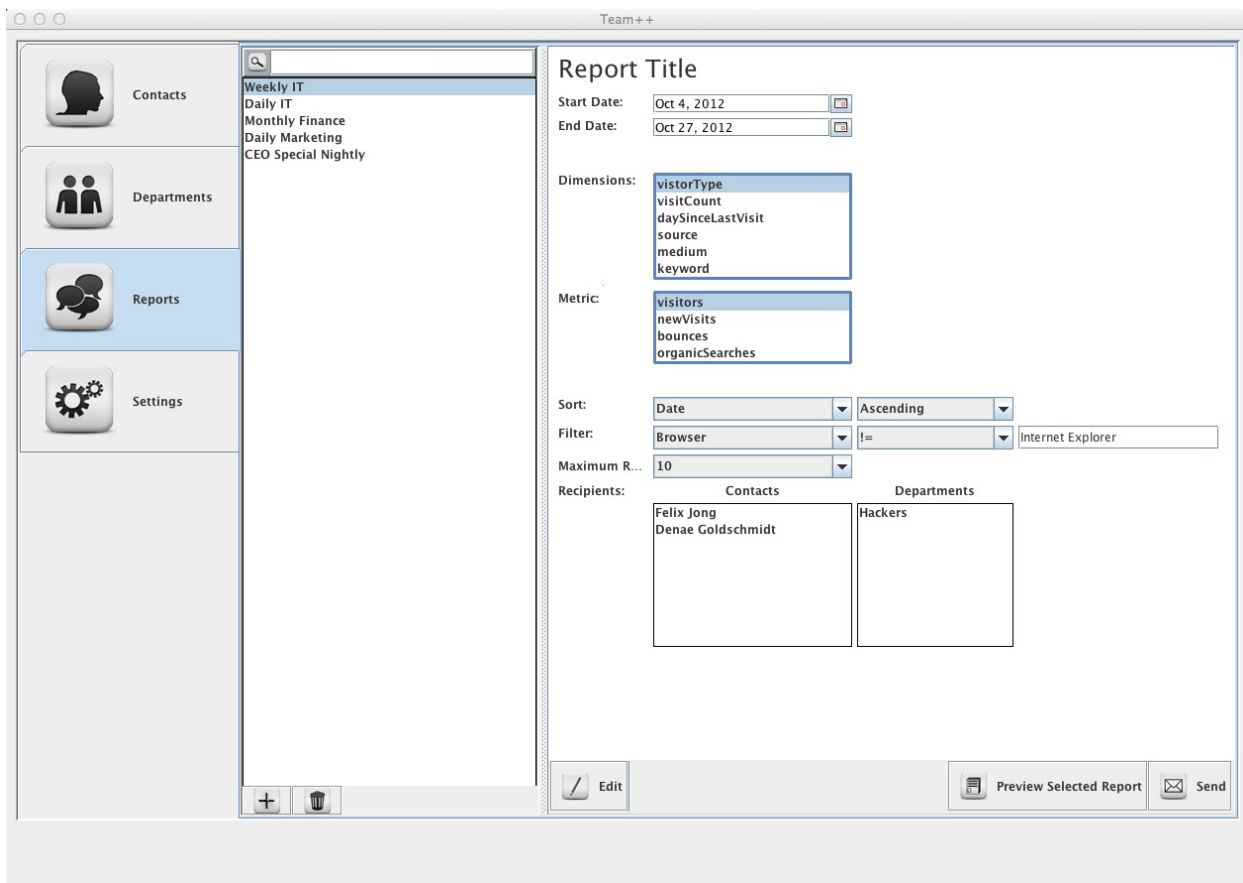 Team++
Contacts
Departments
Reports
Settings
Weekly IT
Daily IT
Monthly Finance
Daily Marketing
CEO Special Nightly
Report Title
Start Date: Oct 4, 2012
End Date: Oct 27, 2012
Dimensions:
vistorType
visitCount
daySinceLastVisit
source
medium
keyword
Metric:
visitors
newVisits
bounces
organicSearches
Sort: Date Ascending
Filter: Browser != Internet Explorer
Maximum R... 10
Recipients: Contacts Departments
Felix Jong Hackers
Denae Goldschmidt
Edit Preview Selected Report Send